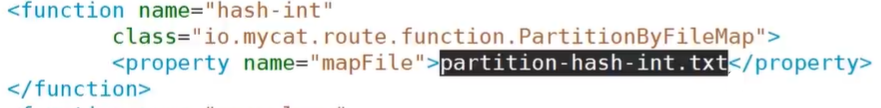 <function name="hash-int"
class="io.mycat.route.function.PartitionByFileMap">
<property name="mapFile">partition-hash-int.txt</property>
</function>